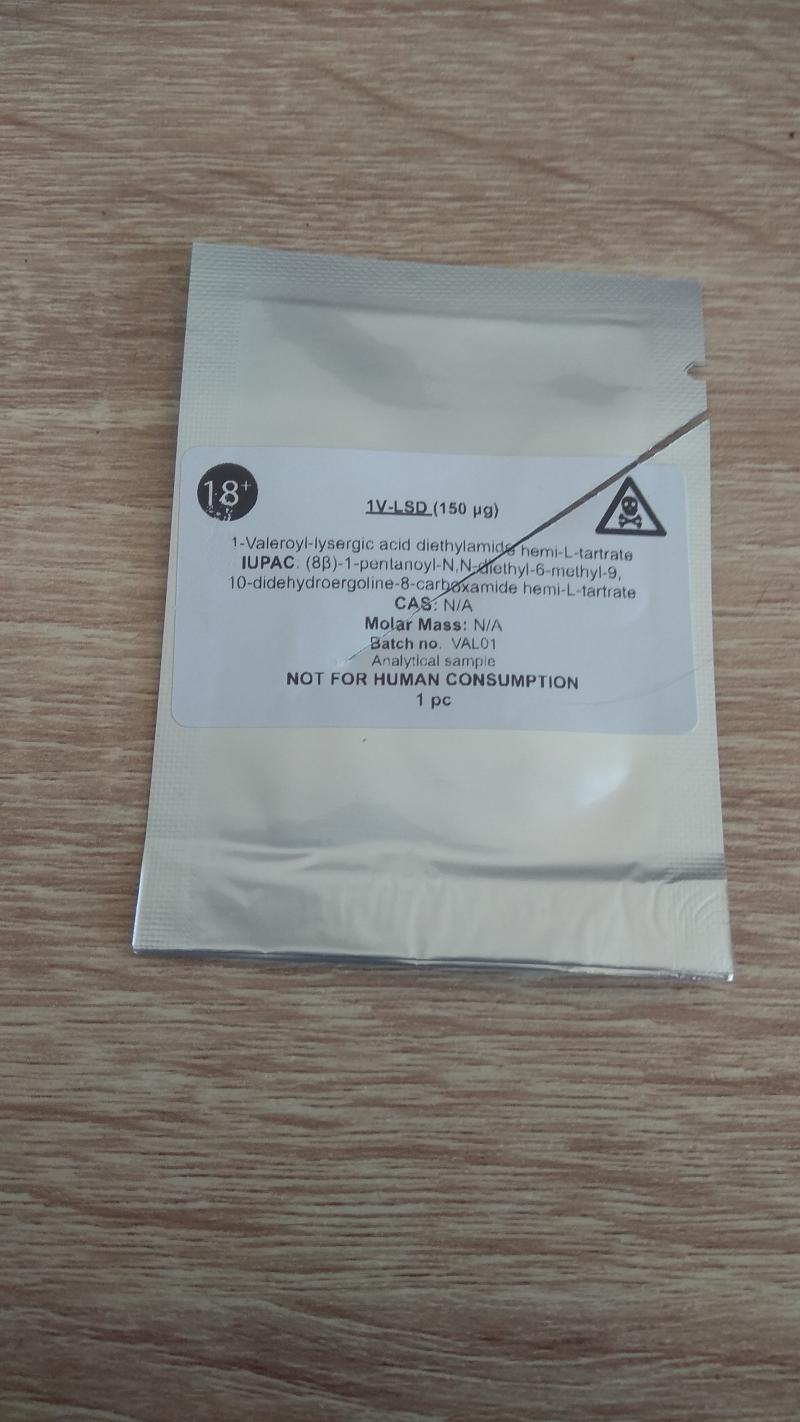 18+
1V-LSD (150 µg)
1-Valeroyl-lysergic acid diethylamide hemi-L-tartrate
IUPAC. (8β)-1-pentanoyl-N,N-diethyl-6-methyl-9,
10-didehydroergoline-8-carboxamide hemi-L-tartrate
CAS: N/A
Molar Mass: N/A
Batch no. VAL01
Analytical sample
NOT FOR HUMAN CONSUMPTION
1 pc